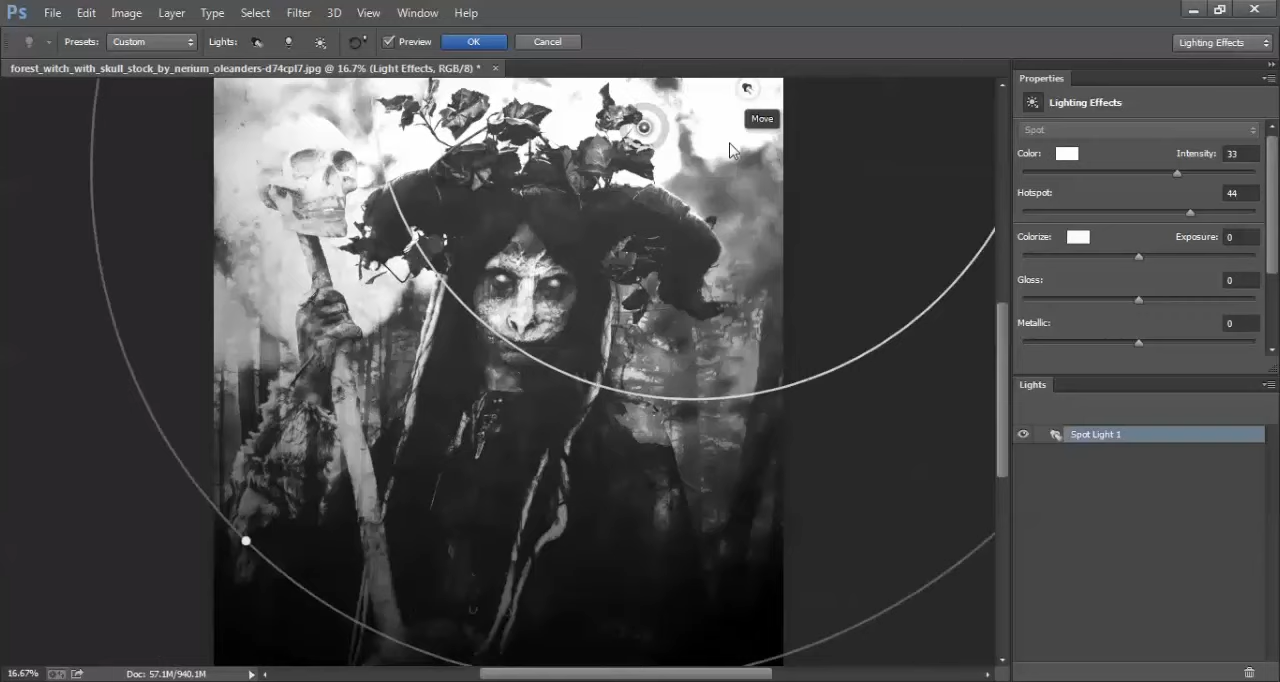 Ps File Edit Image Layer Type Select Filter 3D View Window Help
Presets: Custom Lights: Preview OK Cancel Lighting Effects
forest_witch_with_skull_stock_by_nerium_oleanders-d74cpl7.jpg @ 16.7% (Light Effects, RGB/8) * ×
Move
Properties
Lighting Effects
Spot
Color: Intensity: 33
Hotspot: 44
Colorize: Exposure: 0
Gloss: 0
Metallic: 0
Lights
Spot Light 1
16.67% Doc: 57.1M/940.1M